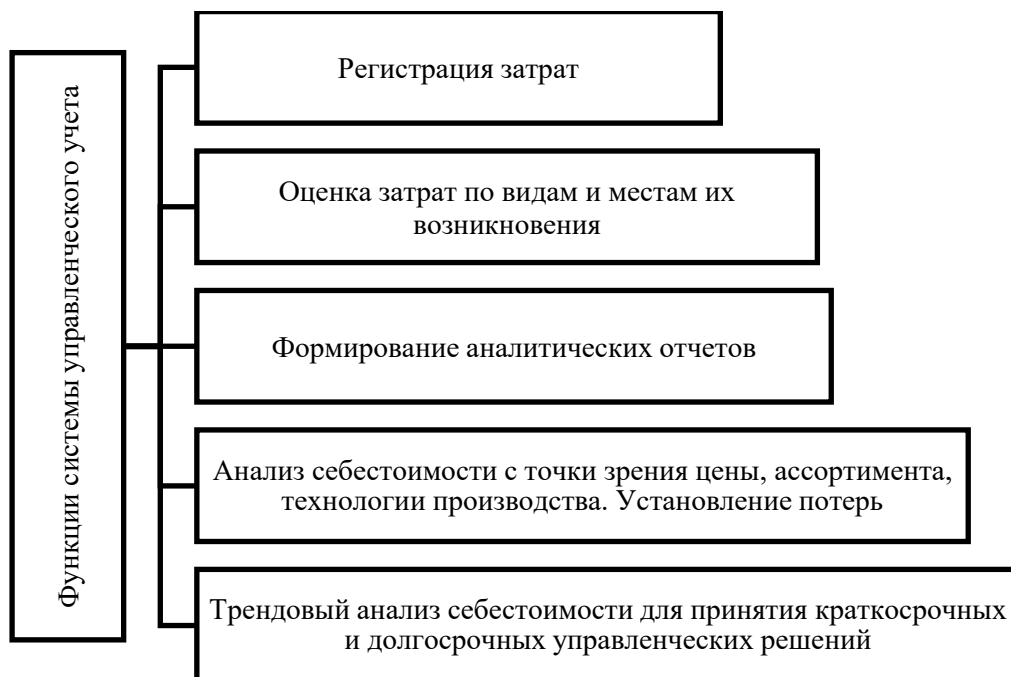 Функции системы управленческого учета
Регистрация затрат
Оценка затрат по видам и местам их
возникновения
Формирование аналитических отчетов
Анализ себестоимости с точки зрения цены, ассортимента,
технологии производства. Установление потерь
Трендовый анализ себестоимости для принятия краткосрочных
и долгосрочных управленческих решений